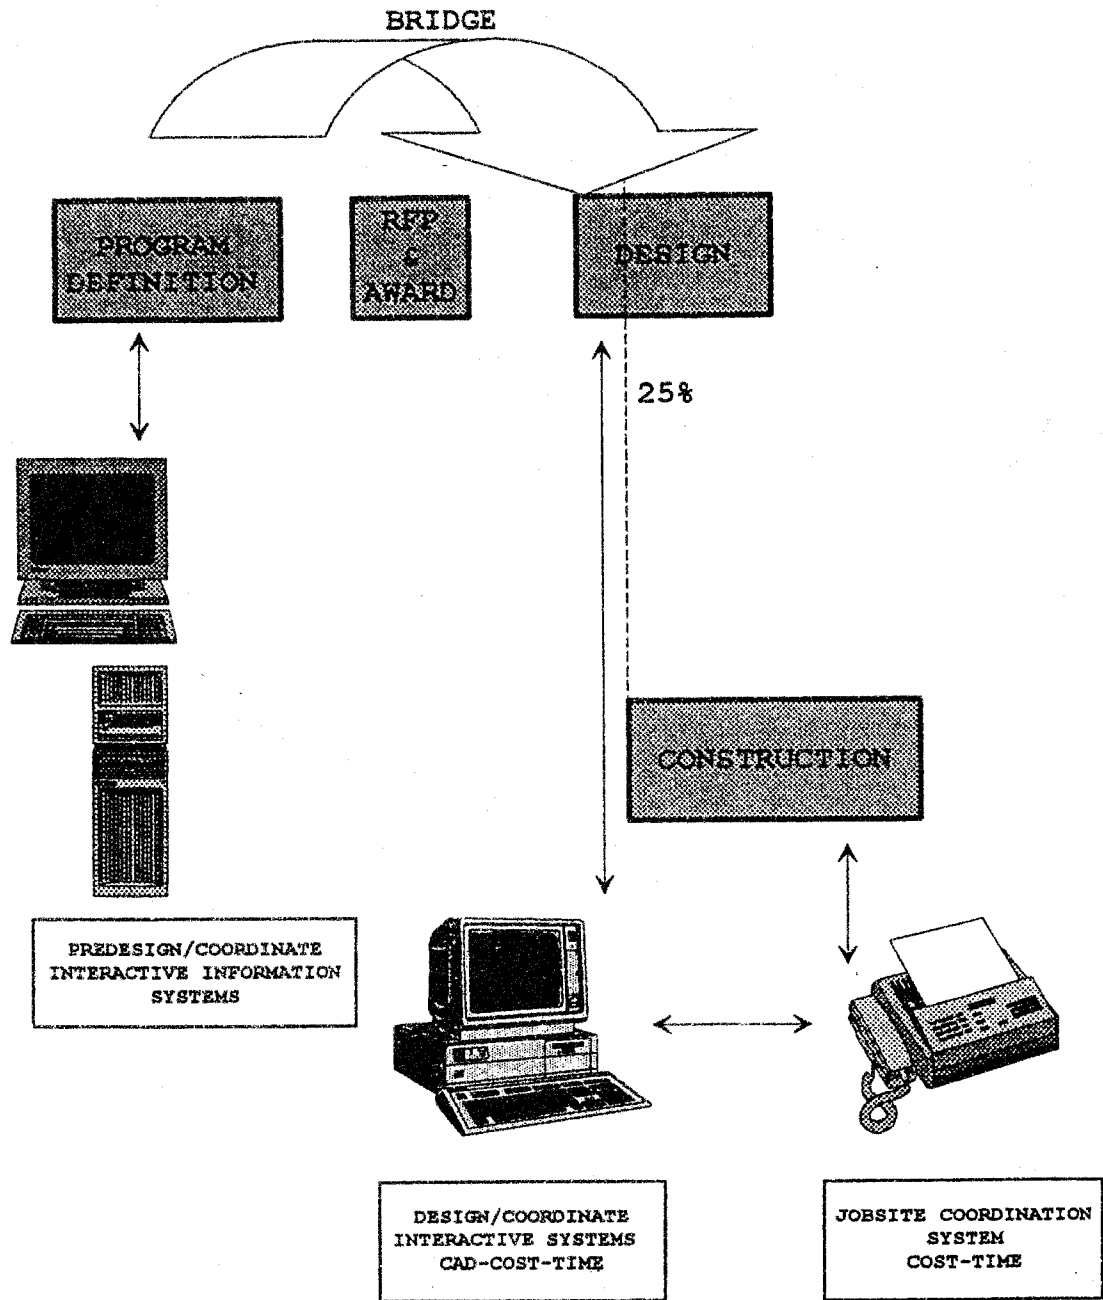 BRIDGE
PROGRAM
DEFINITION
RFP
&
AWARD
DESIGN
25%
CONSTRUCTION
PREDESIGN/COORDINATE
INTERACTIVE INFORMATION
SYSTEMS
DESIGN/COORDINATE
INTERACTIVE SYSTEMS
CAD-COST-TIME
JOBSITE COORDINATION
SYSTEM
COST-TIME